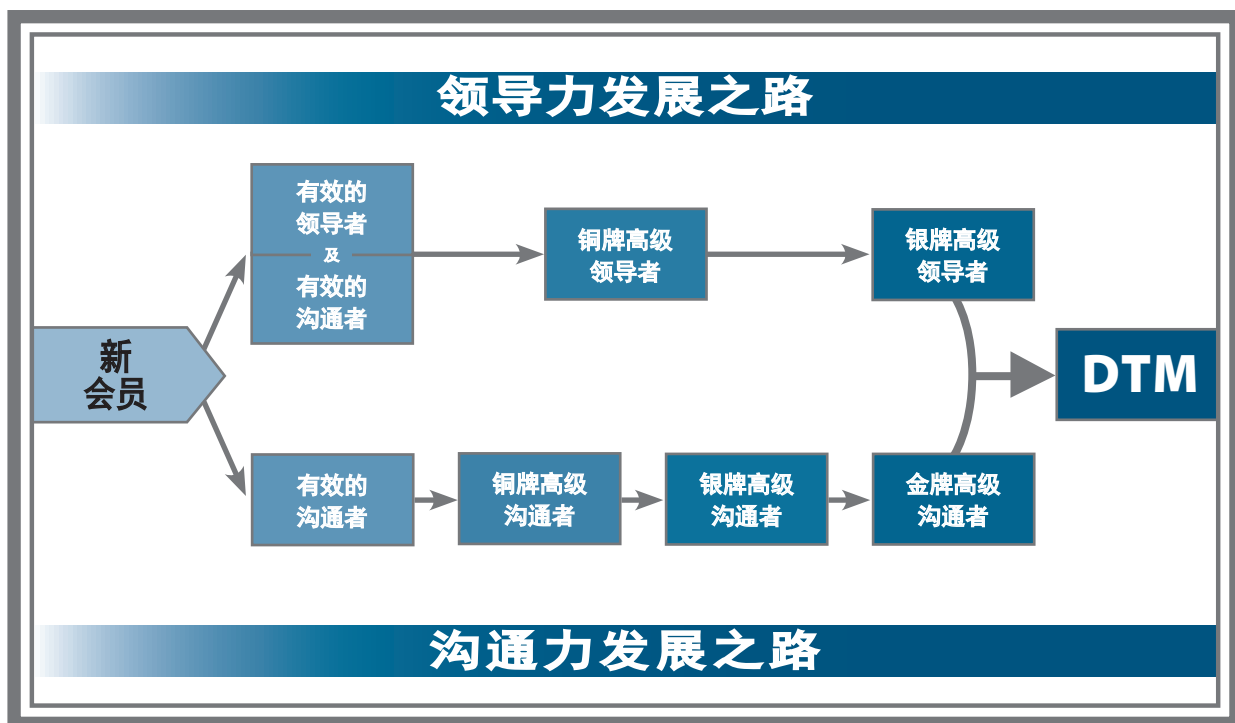 领导力发展之路
有效的
领导者
及
有效的
沟通者
铜牌高级
领导者
银牌高级
领导者
新
会员
DTM
有效的
沟通者
铜牌高级
沟通者
银牌高级
沟通者
金牌高级
沟通者
沟通力发展之路